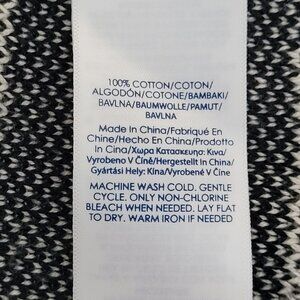 100% COTTON/COTON/
ALGODÓN/COTONE/BAMBAKI/
BAVLNA/BAUMWOLLE/PAMUT/
BAVLNA
Made In China/Fabriqué En
Chine/Hecho En China/Prodotto
In Cina/Χωρα Κατασκευησ: Κινα/
Vyrobeno V Číně/Hergestellt In China/
Gyártási Hely: Kína/Vyrobené V Číne
MACHINE WASH COLD. GENTLE
CYCLE. ONLY NON-CHLORINE
BLEACH WHEN NEEDED. LAY FLAT
TO DRY. WARM IRON IF NEEDED